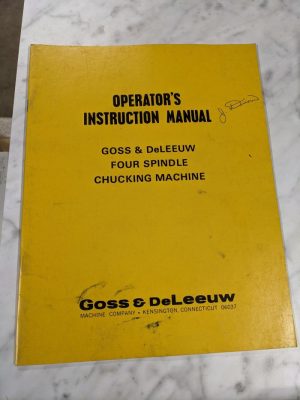 OPERATOR'S
INSTRUCTION MANUAL
GOSS & DeLEEUW
FOUR SPINDLE
CHUCKING MACHINE
Goss & DeLeeuw
MACHINE COMPANY • KENSINGTON, CONNECTICUT 06037